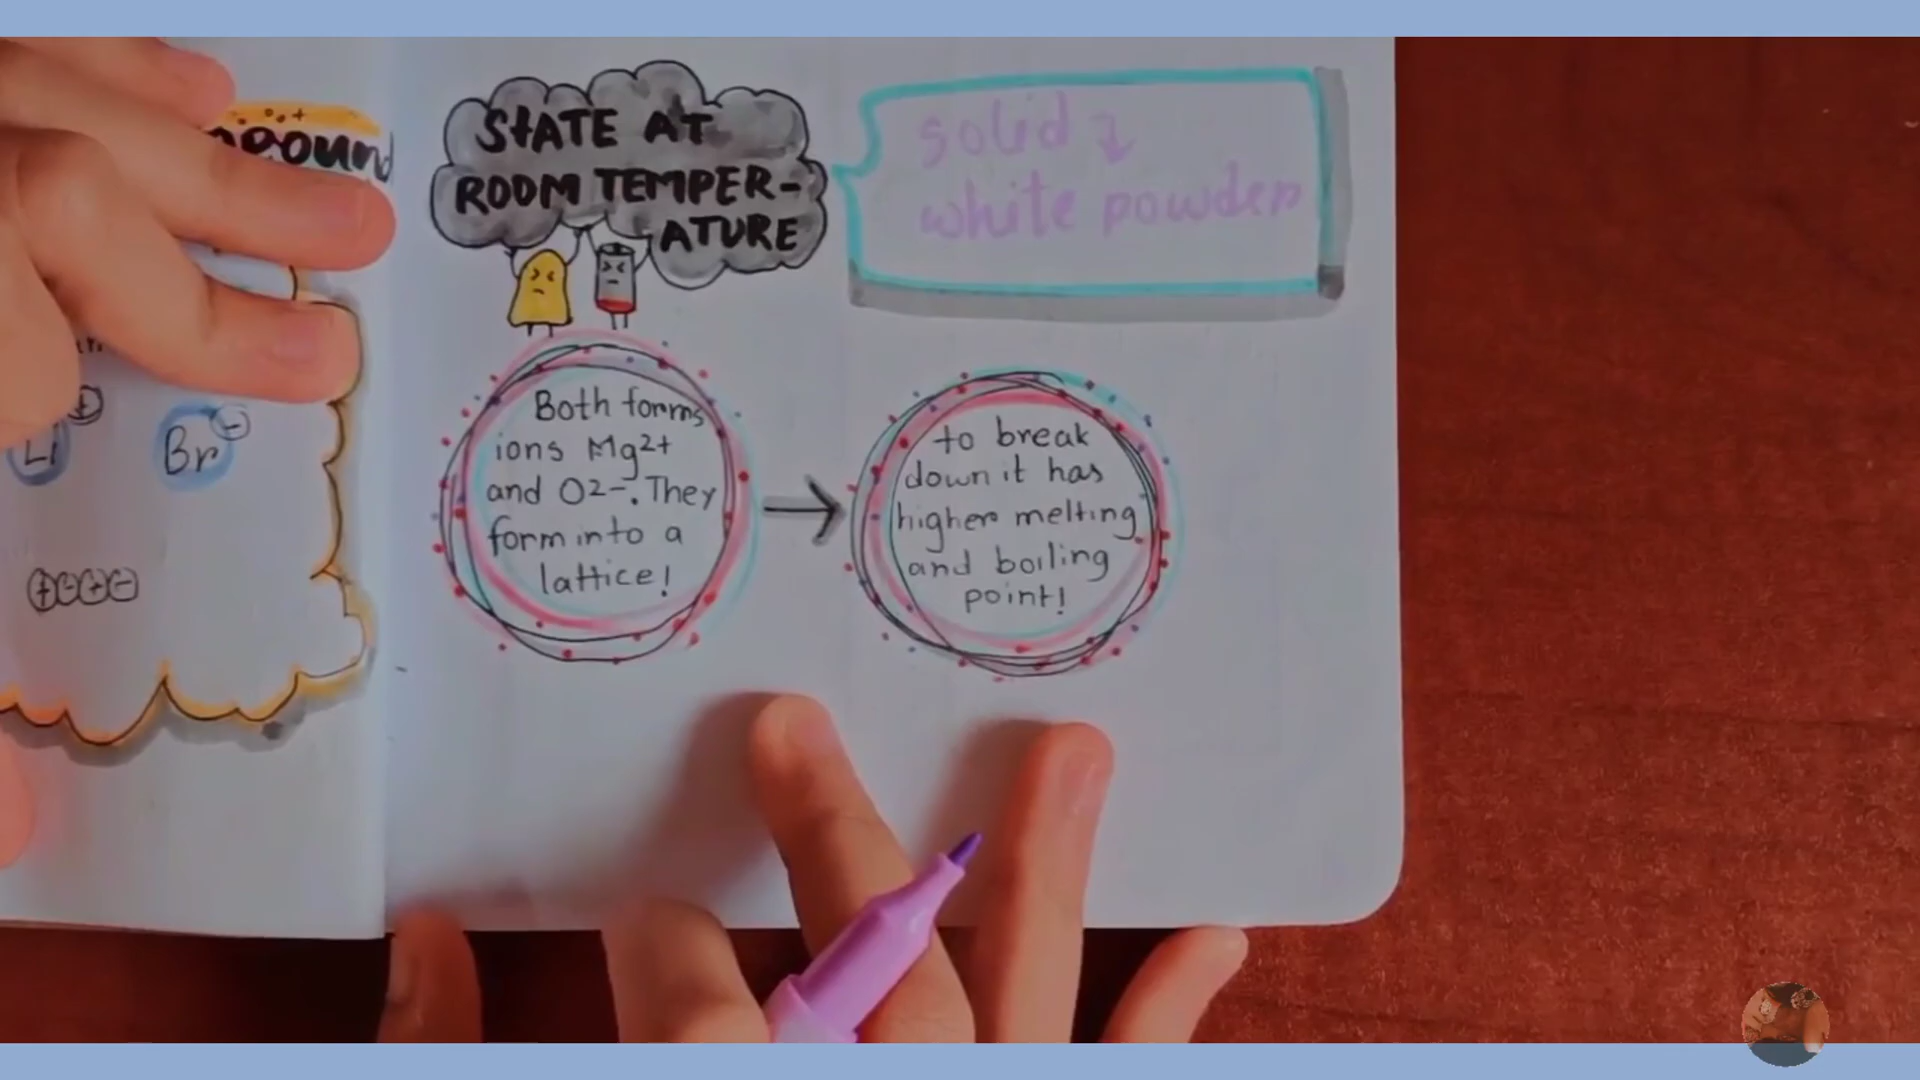 STATE AT
ROOM TEMPER-
ATURE
solid
white powder
Both forms
ions Mg2+
and O2-. They
form into a
lattice!
to break
down it has
higher melting
and boiling
point!
Li +
Br -
+ - + -